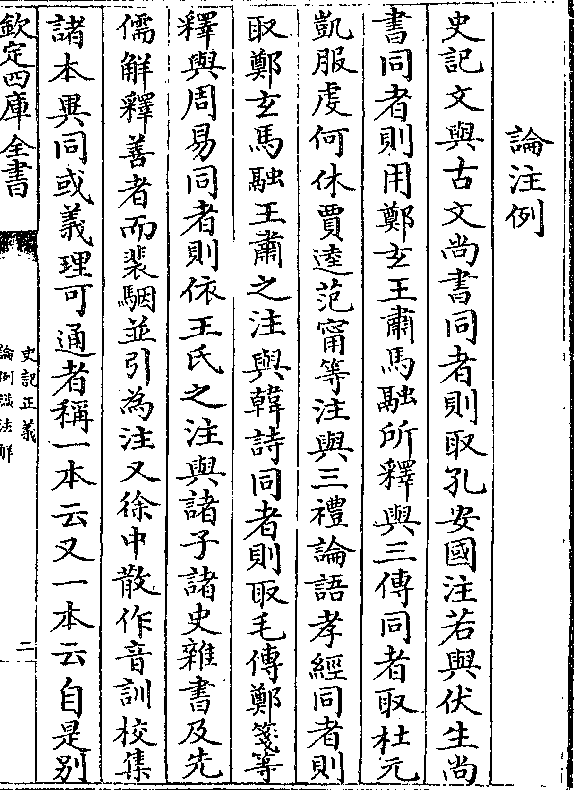 論注例
史記文與古文尚書同者則取孔安國注若與伏生尚
書同者則用鄭玄王肅馬融所釋與三傳同者取杜元
凱服虔何休賈逵范甯等注與三禮論語孝經同者則
取鄭玄馬融王肅之注與韓詩同者則取毛傳鄭箋等
釋與周易同者則依王氏之注與諸子諸史雜書及先
儒解釋善者而裴駰並引為注又徐中散作音訓校集
諸本異同或義理可通者稱一本云又一本云自是別
欽定四庫全書
史記正義
論例諡法解
二